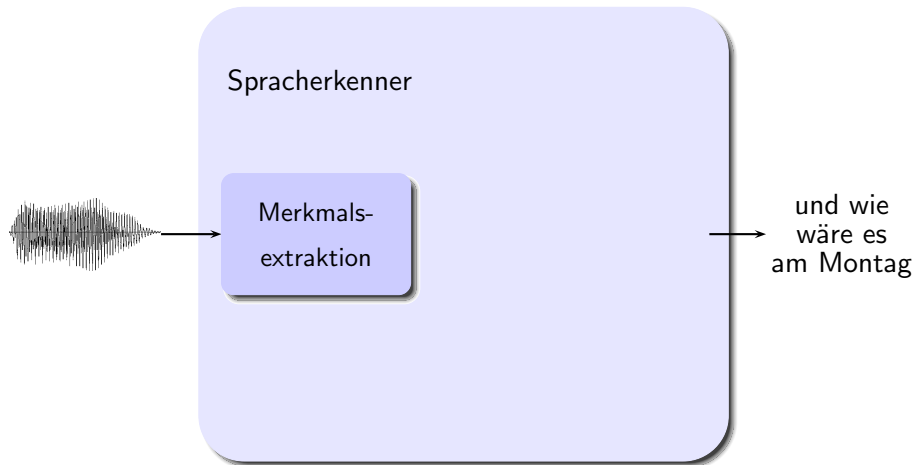 Spracherkenner
Merkmals-
extraktion
und wie
wäre es
am Montag